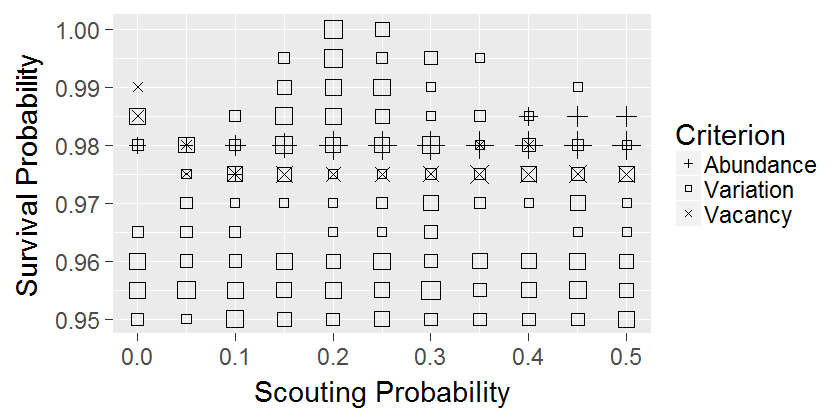 1.00
0.99
0.98
0.97
0.96
0.95
Survival Probability
0.0 0.1 0.2 0.3 0.4 0.5
Scouting Probability
Criterion
Abundance
Variation
Vacancy